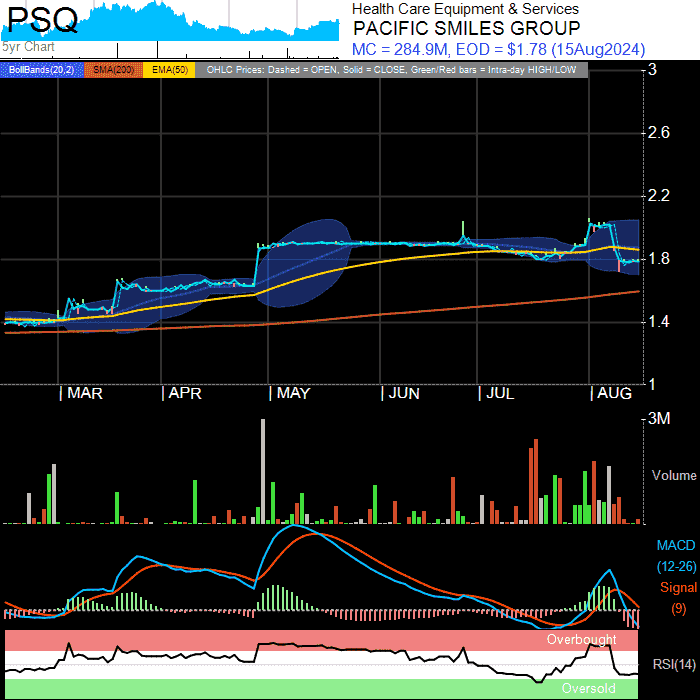 PSQ
5yr Chart
Health Care Equipment & Services
PACIFIC SMILES GROUP
MC = 284.9M, EOD = $1.78 (15Aug2024)
BollBands(20,2) SMA(200) EMA(50) OHLC Prices: Dashed = OPEN, Solid = CLOSE, Green/Red bars = Intra-day HIGH/LOW
3
2.6
2.2
1.8
1.4
1
MAR APR MAY JUN JUL AUG
3M
Volume
MACD
(12-26)
Signal
(9)
Overbought
RSI(14)
Oversold